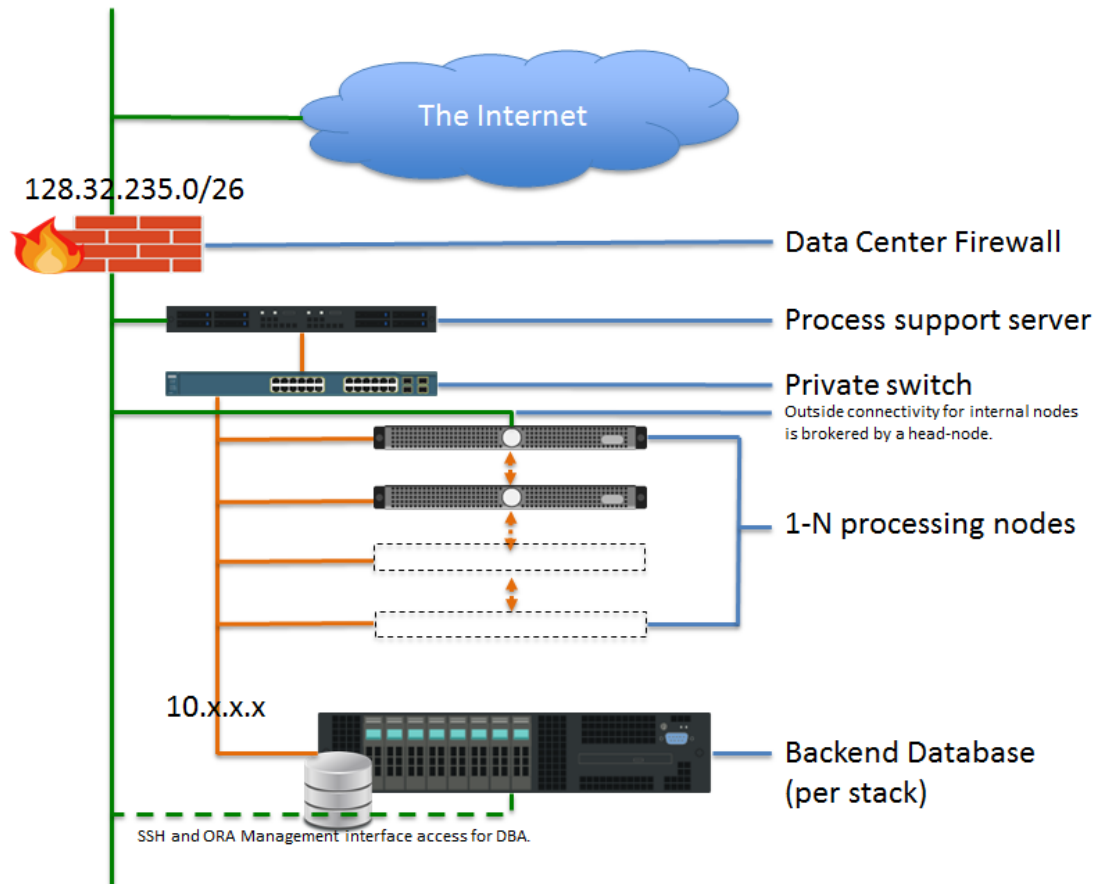 The Internet
128.32.235.0/26
Data Center Firewall
Process support server
Private switch
Outside connectivity for internal nodes
is brokered by a head-node.
1-N processing nodes
10.x.x.x
Backend Database
(per stack)
SSH and ORA Management interface access for DBA.